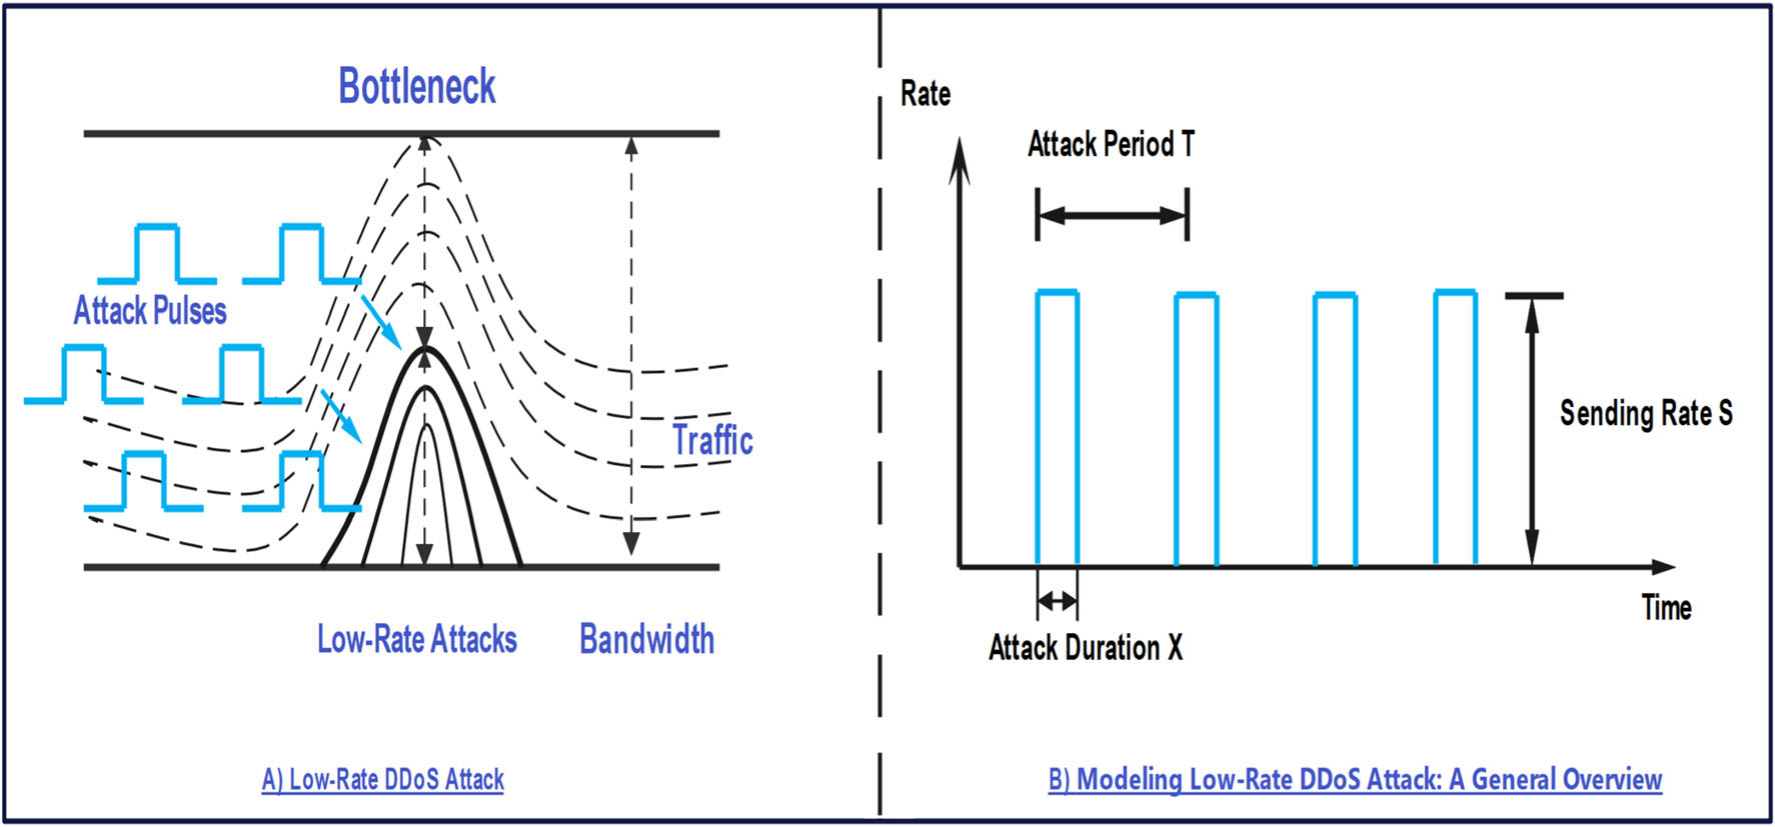 Bottleneck
Attack Pulses
Traffic
Low-Rate Attacks
Bandwidth
A) Low-Rate DDoS Attack
Rate
Attack Period T
Sending Rate S
Time
Attack Duration X
B) Modeling Low-Rate DDoS Attack: A General Overview